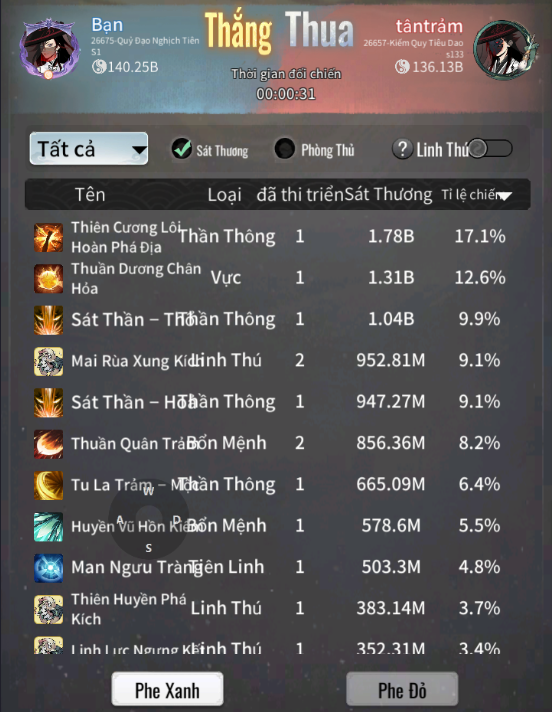 Bạn
26675-Quỷ Đạo Nghịch Tiên
S1
140.25B
Thắng Thua
Thời gian đối chiến
00:00:31
tântrảm
26657-Kiếm Quy Tiêu Dao
s133
136.13B
Tất cả
Sát Thương
Phòng Thủ
? Linh Thú
Tên Loại đã thi triển Sát Thương Tỉ lệ chiếm
Thiên Cương Lôi
Hoàn Phá Địa
Thần Thông 1 1.78B 17.1%
Thuần Dương Chân
Hỏa
Vực 1 1.31B 12.6%
Sát Thần – Thổ Thần Thông 1 1.04B 9.9%
Mai Rùa Xung Kích Linh Thú 2 952.81M 9.1%
Sát Thần – Hỏa Thần Thông 1 947.27M 9.1%
Thuần Quân Trảm Bổn Mệnh 2 856.36M 8.2%
Tu La Trảm – Mộc Thần Thông 1 665.09M 6.4%
Huyền Vũ Hồn Kiếm Bổn Mệnh 1 578.6M 5.5%
W
A D
S
Man Ngưu Tràng Tiên Linh 1 503.3M 4.8%
Thiên Huyền Phá
Kích
Linh Thú 1 383.14M 3.7%
Linh Lực Ngưng Kết Linh Thú 1 352.31M 3.4%
Phe Xanh
Phe Đỏ